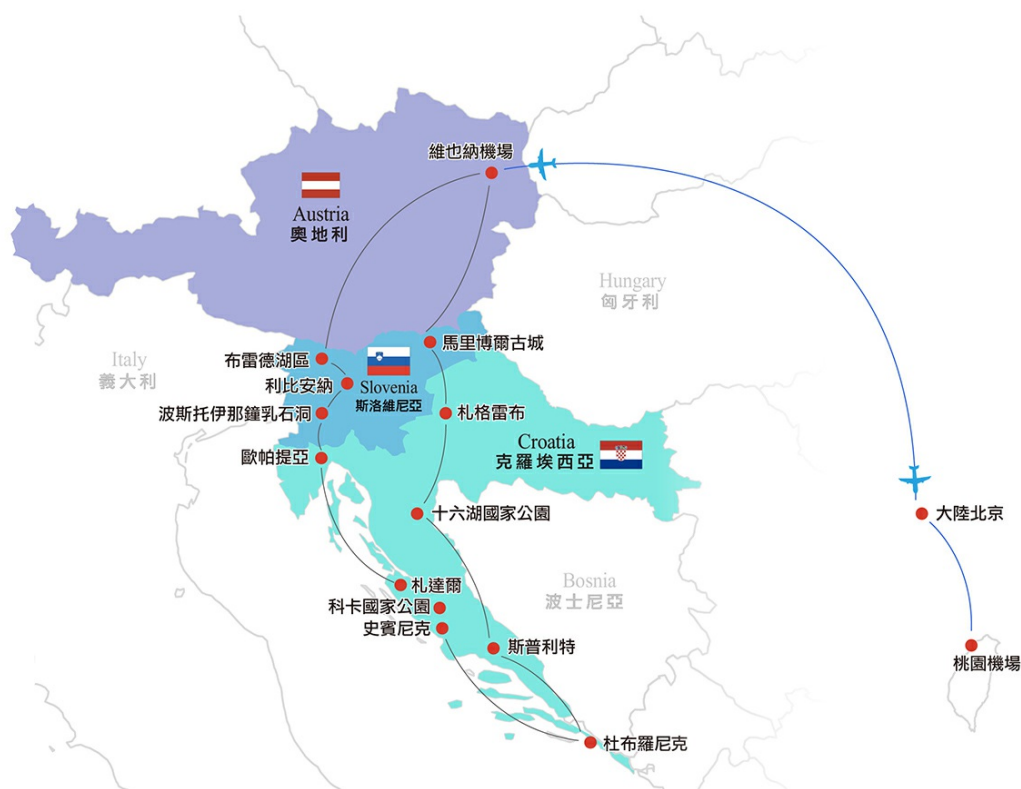 維也納機場
Austria
奧地利
Hungary
匈牙利
Italy
義大利
布雷德湖區
利比安納
波斯托伊那鐘乳石洞
歐帕提亞
Slovenia
斯洛維尼亞
馬里博爾古城
札格雷布
Croatia
克羅埃西亞
十六湖國家公園
大陸北京
Bosnia
波士尼亞
札達爾
科卡國家公園
史賓尼克
斯普利特
桃園機場
杜布羅尼克